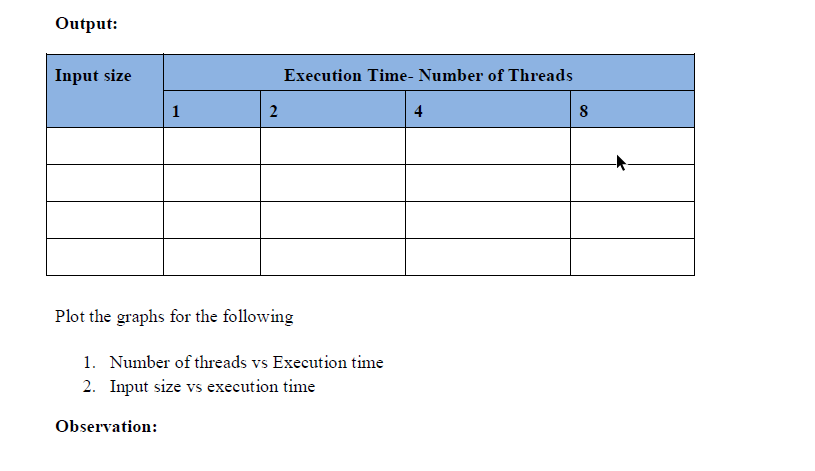 Output:
Input size
Execution Time- Number of Threads
1 2 4 8
Plot the graphs for the following
1. Number of threads vs Execution time
2. Input size vs execution time
Observation: